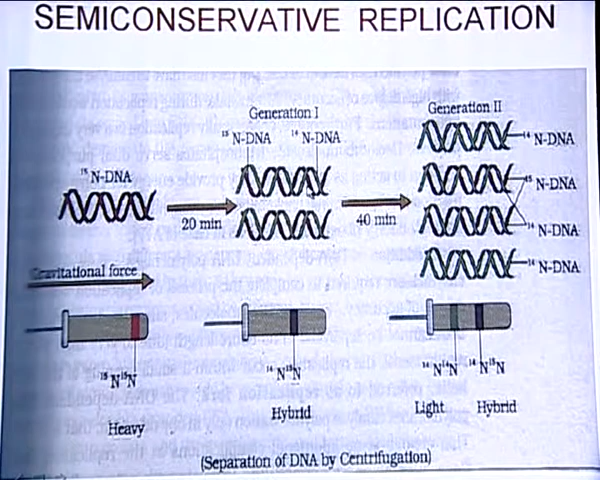 SEMICONSERVATIVE REPLICATION
Generation I
Generation II
¹⁵ N-DNA ¹⁴ N-DNA
¹⁴ N-DNA
¹⁵ N-DNA
¹⁵ N-DNA
20 min
40 min
¹⁴ N-DNA
¹⁴ N-DNA
Gravitational force
¹⁵N¹⁵N
¹⁴N¹⁵N
¹⁴N¹⁴N ¹⁴N¹⁵N
Heavy
Hybrid
Light Hybrid
(Separation of DNA by Centrifugation)